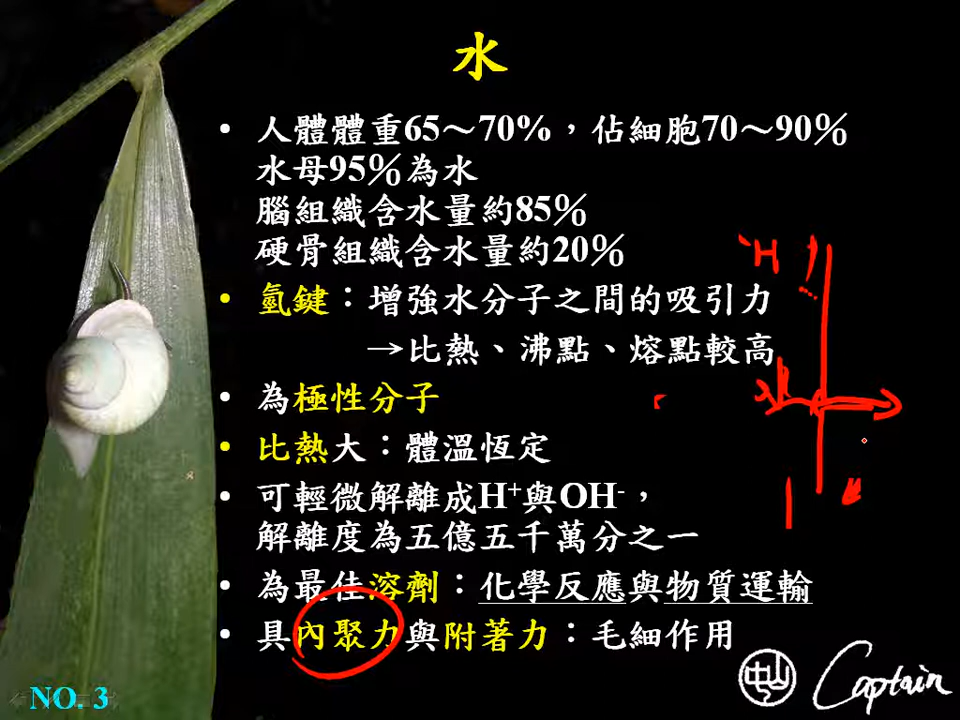 水
• 人體體重65～70%，佔細胞70～90%
水母95%為水
腦組織含水量約85%
硬骨組織含水量約20%
• 氫鍵：增強水分子之間的吸引力
→比熱、沸點、熔點較高
• 為極性分子
• 比熱大：體溫恆定
• 可輕微解離成H⁺與OH⁻，
解離度為五億五千萬分之一
• 為最佳溶劑：化學反應與物質運輸
• 具內聚力與附著力：毛細作用
H
Captain
NO. 3